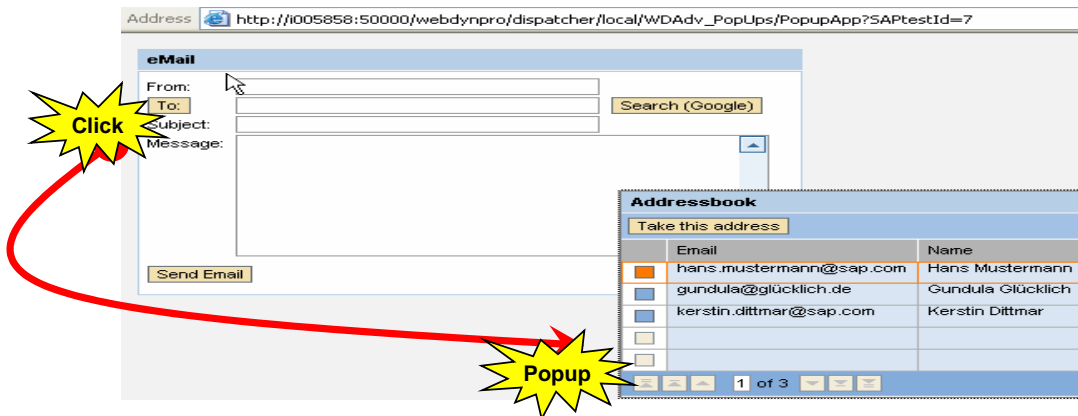 Address http://i005858:50000/webdynpro/dispatcher/local/WDAdv_PopUps/PopupApp?SAPtestId=7
eMail
From:
To: Search (Google)
Click
Subject:
Message:
Addressbook
Take this address
Email Name
hans.mustermann@sap.com Hans Mustermann
Send Email
gundula@glücklich.de Gundula Glücklich
kerstin.dittmar@sap.com Kerstin Dittmar
Popup
1 of 3